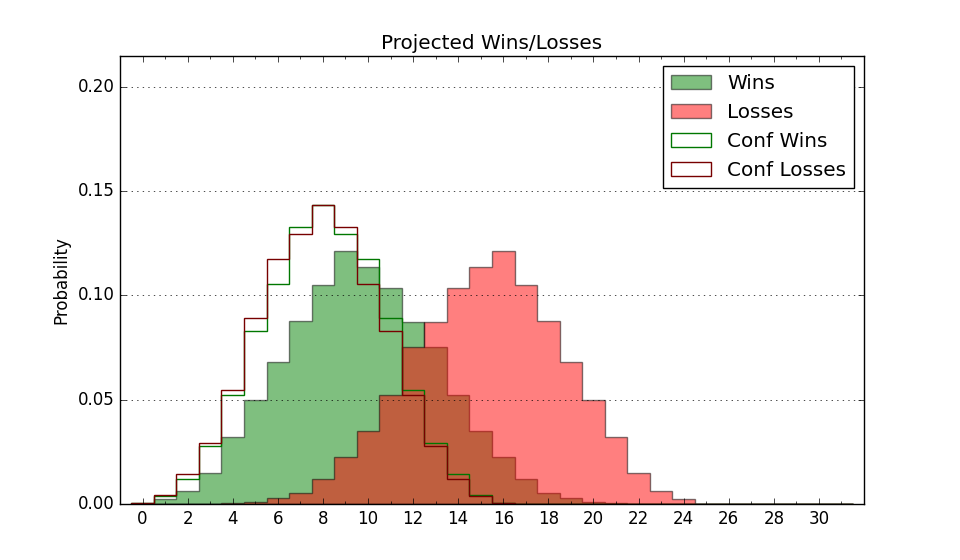 Projected Wins/Losses
Wins
Losses
Conf Wins
Conf Losses
Probability
0.20
0.15
0.10
0.05
0.00
0 2 4 6 8 10 12 14 16 18 20 22 24 26 28 30